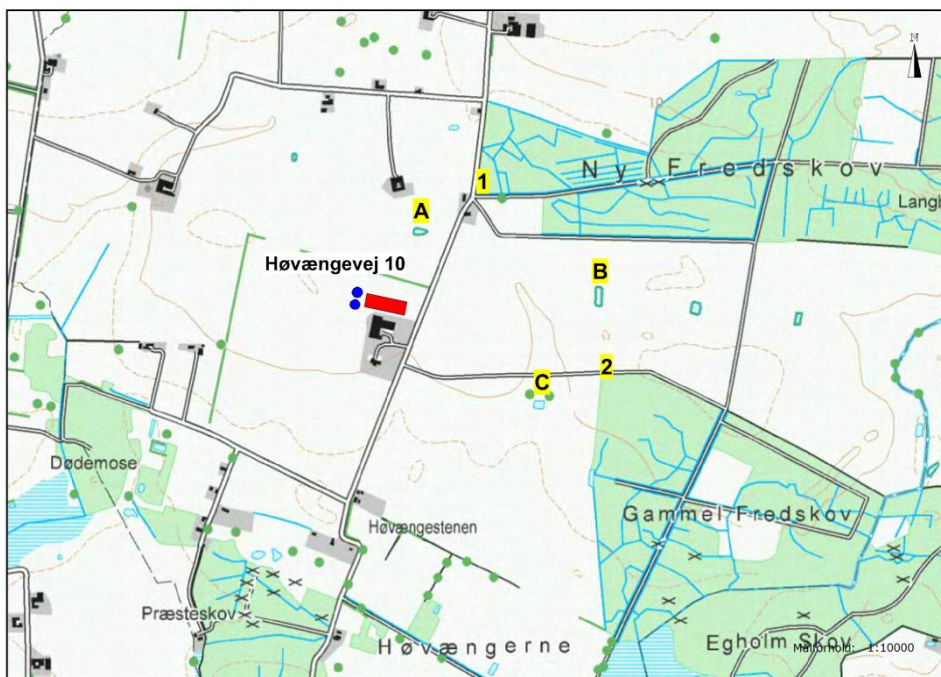 N
10
1
Ny Fredskov
Langb
A
Høvængevej 10
B
2
C
Dødemose
Gammel Fredskov
Høvængestenen
Præsteskov
Høvængerne
Egholm Skov
Målforhold: 1:10000